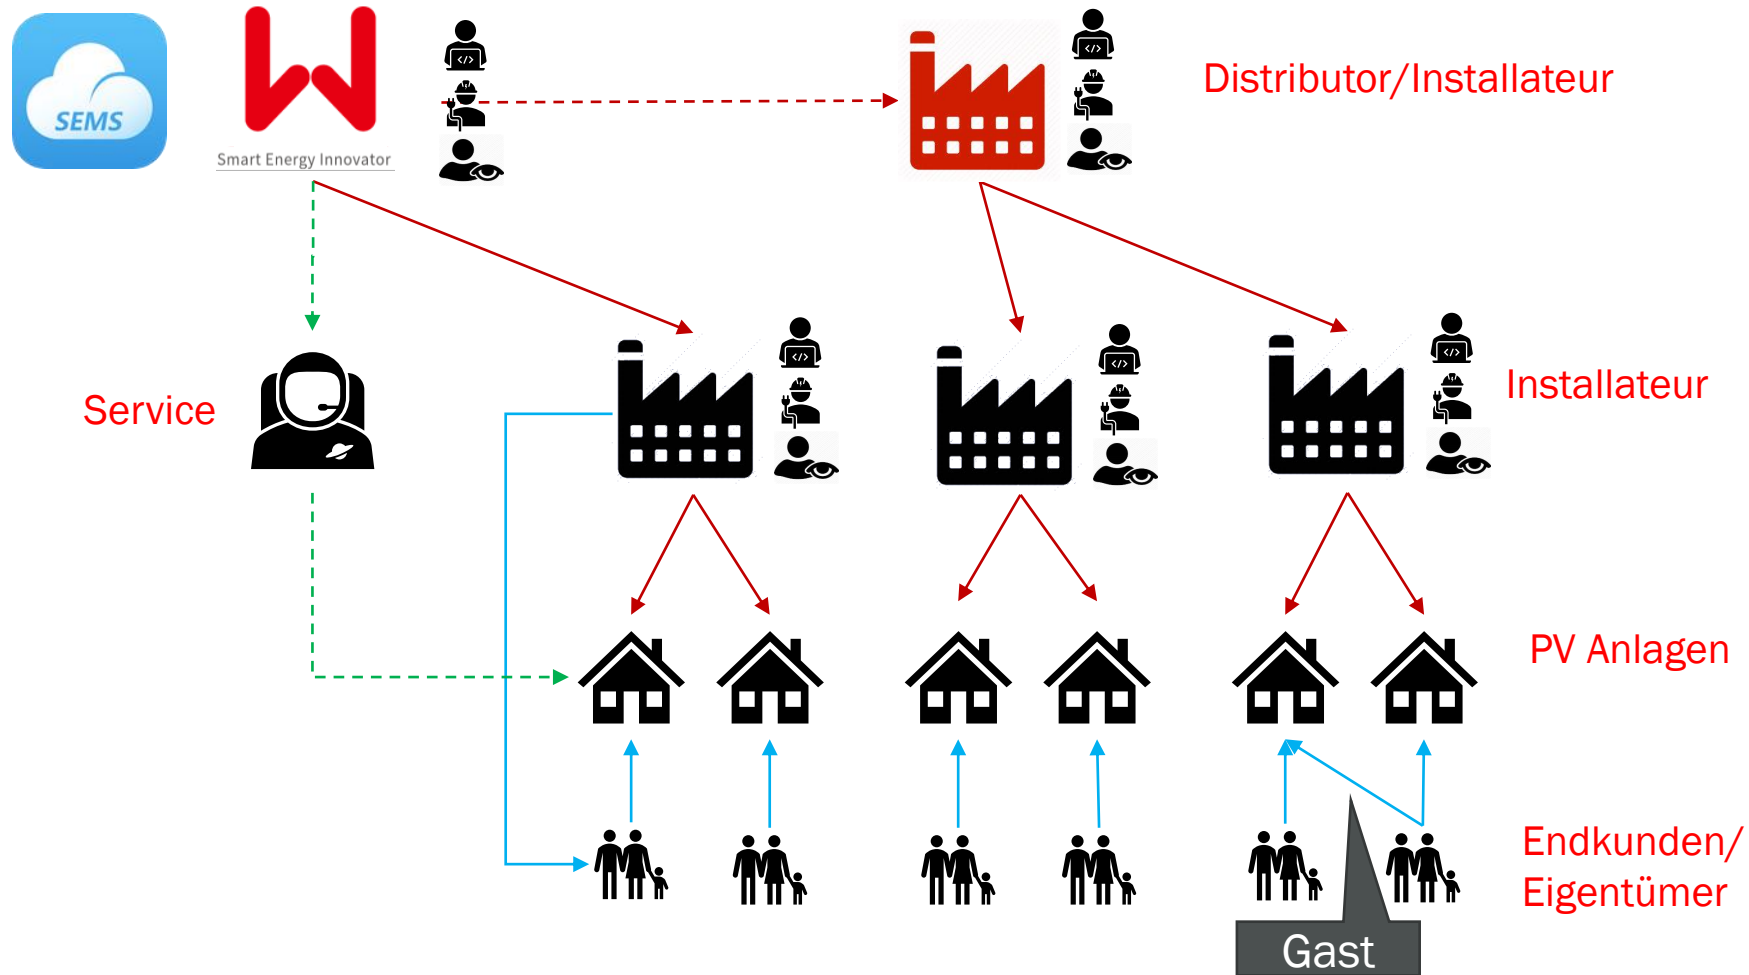 SEMS
Smart Energy Innovator
Distributor/Installateur
Service
Installateur
PV Anlagen
Endkunden/
Eigentümer
Gast